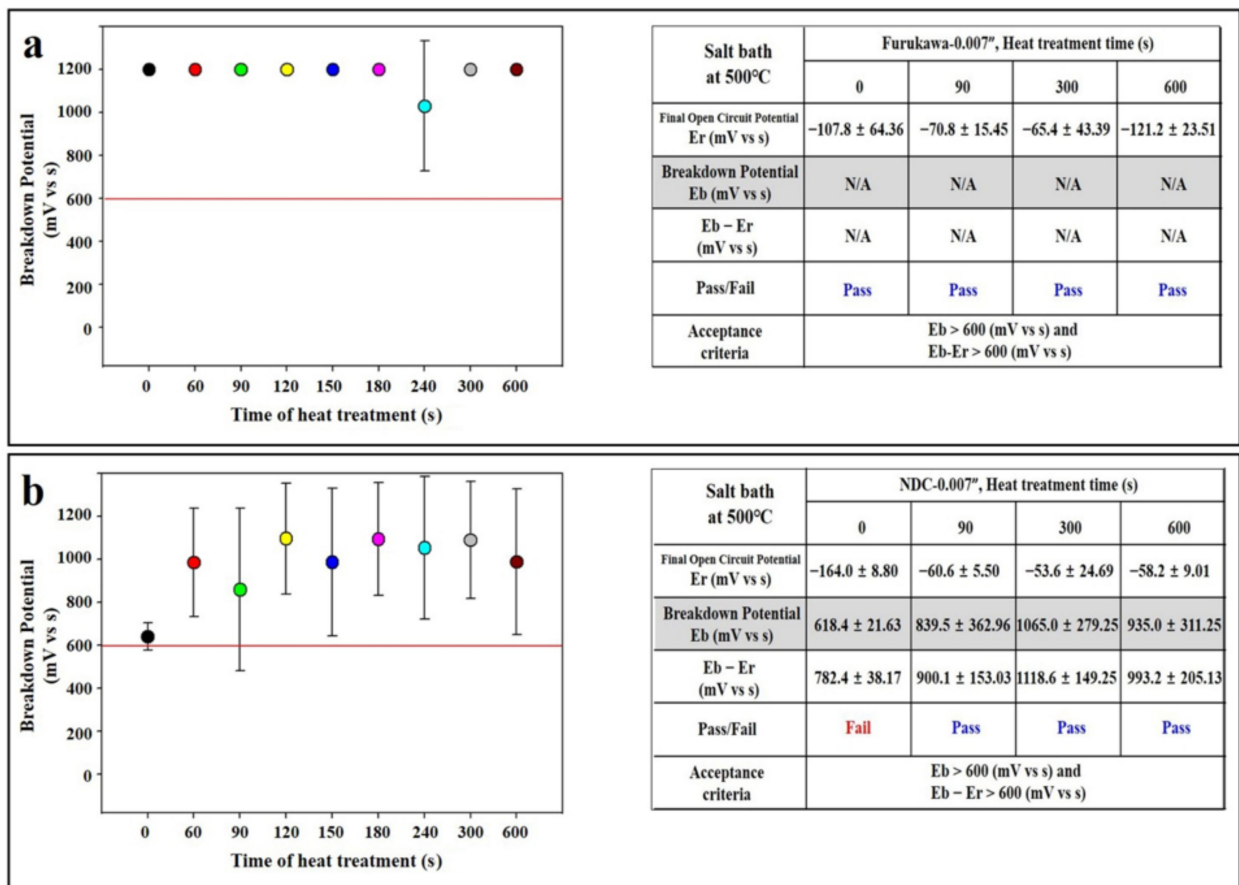 a
1200
1000
800
600
400
200
0
Breakdown Potential
(mV vs s)
0 60 90 120 150 180 240 300 600
Time of heat treatment (s)
Salt bath
at 500°C
Furukawa-0.007″, Heat treatment time (s)
0 90 300 600
Final Open Circuit Potential
Er (mV vs s)
−107.8 ± 64.36 −70.8 ± 15.45 −65.4 ± 43.39 −121.2 ± 23.51
Breakdown Potential
Eb (mV vs s)
N/A N/A N/A N/A
Eb − Er
(mV vs s)
N/A N/A N/A N/A
Pass/Fail Pass Pass Pass Pass
Acceptance
criteria
Eb > 600 (mV vs s) and
Eb-Er > 600 (mV vs s)
b
1200
1000
800
600
400
200
0
Breakdown Potential
(mV vs s)
0 60 90 120 150 180 240 300 600
Time of heat treatment (s)
Salt bath
at 500°C
NDC-0.007″, Heat treatment time (s)
0 90 300 600
Final Open Circuit Potential
Er (mV vs s)
−164.0 ± 8.80 −60.6 ± 5.50 −53.6 ± 24.69 −58.2 ± 9.01
Breakdown Potential
Eb (mV vs s)
618.4 ± 21.63 839.5 ± 362.96 1065.0 ± 279.25 935.0 ± 311.25
Eb − Er
(mV vs s)
782.4 ± 38.17 900.1 ± 153.03 1118.6 ± 149.25 993.2 ± 205.13
Pass/Fail Fail Pass Pass Pass
Acceptance
criteria
Eb > 600 (mV vs s) and
Eb − Er > 600 (mV vs s)